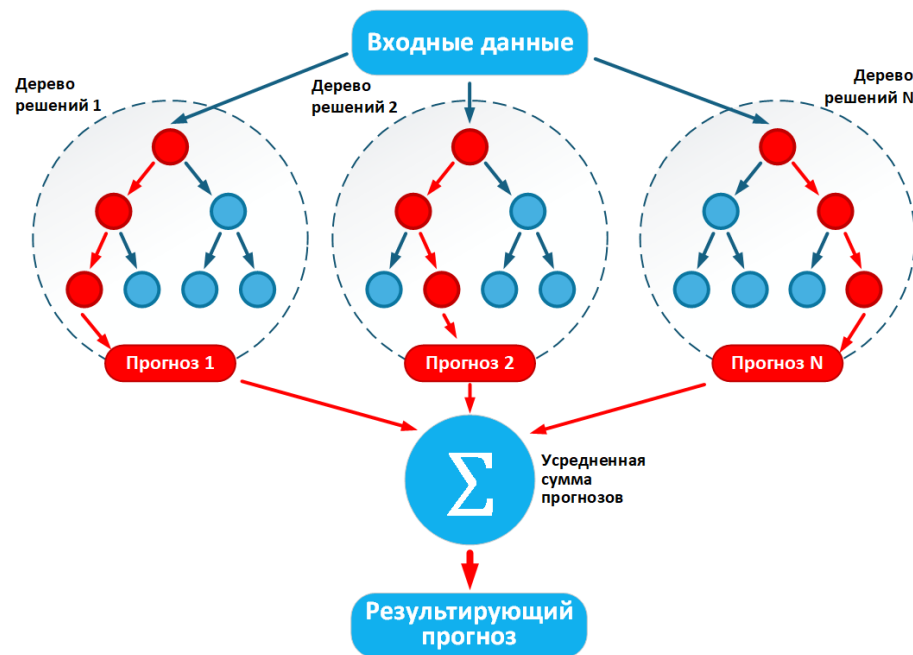 Входные данные
Дерево
решений 1
Дерево
решений 2
Дерево
решений N
Прогноз 1
Прогноз 2
Прогноз N
Σ
Усредненная
сумма
прогнозов
Результирующий
прогноз